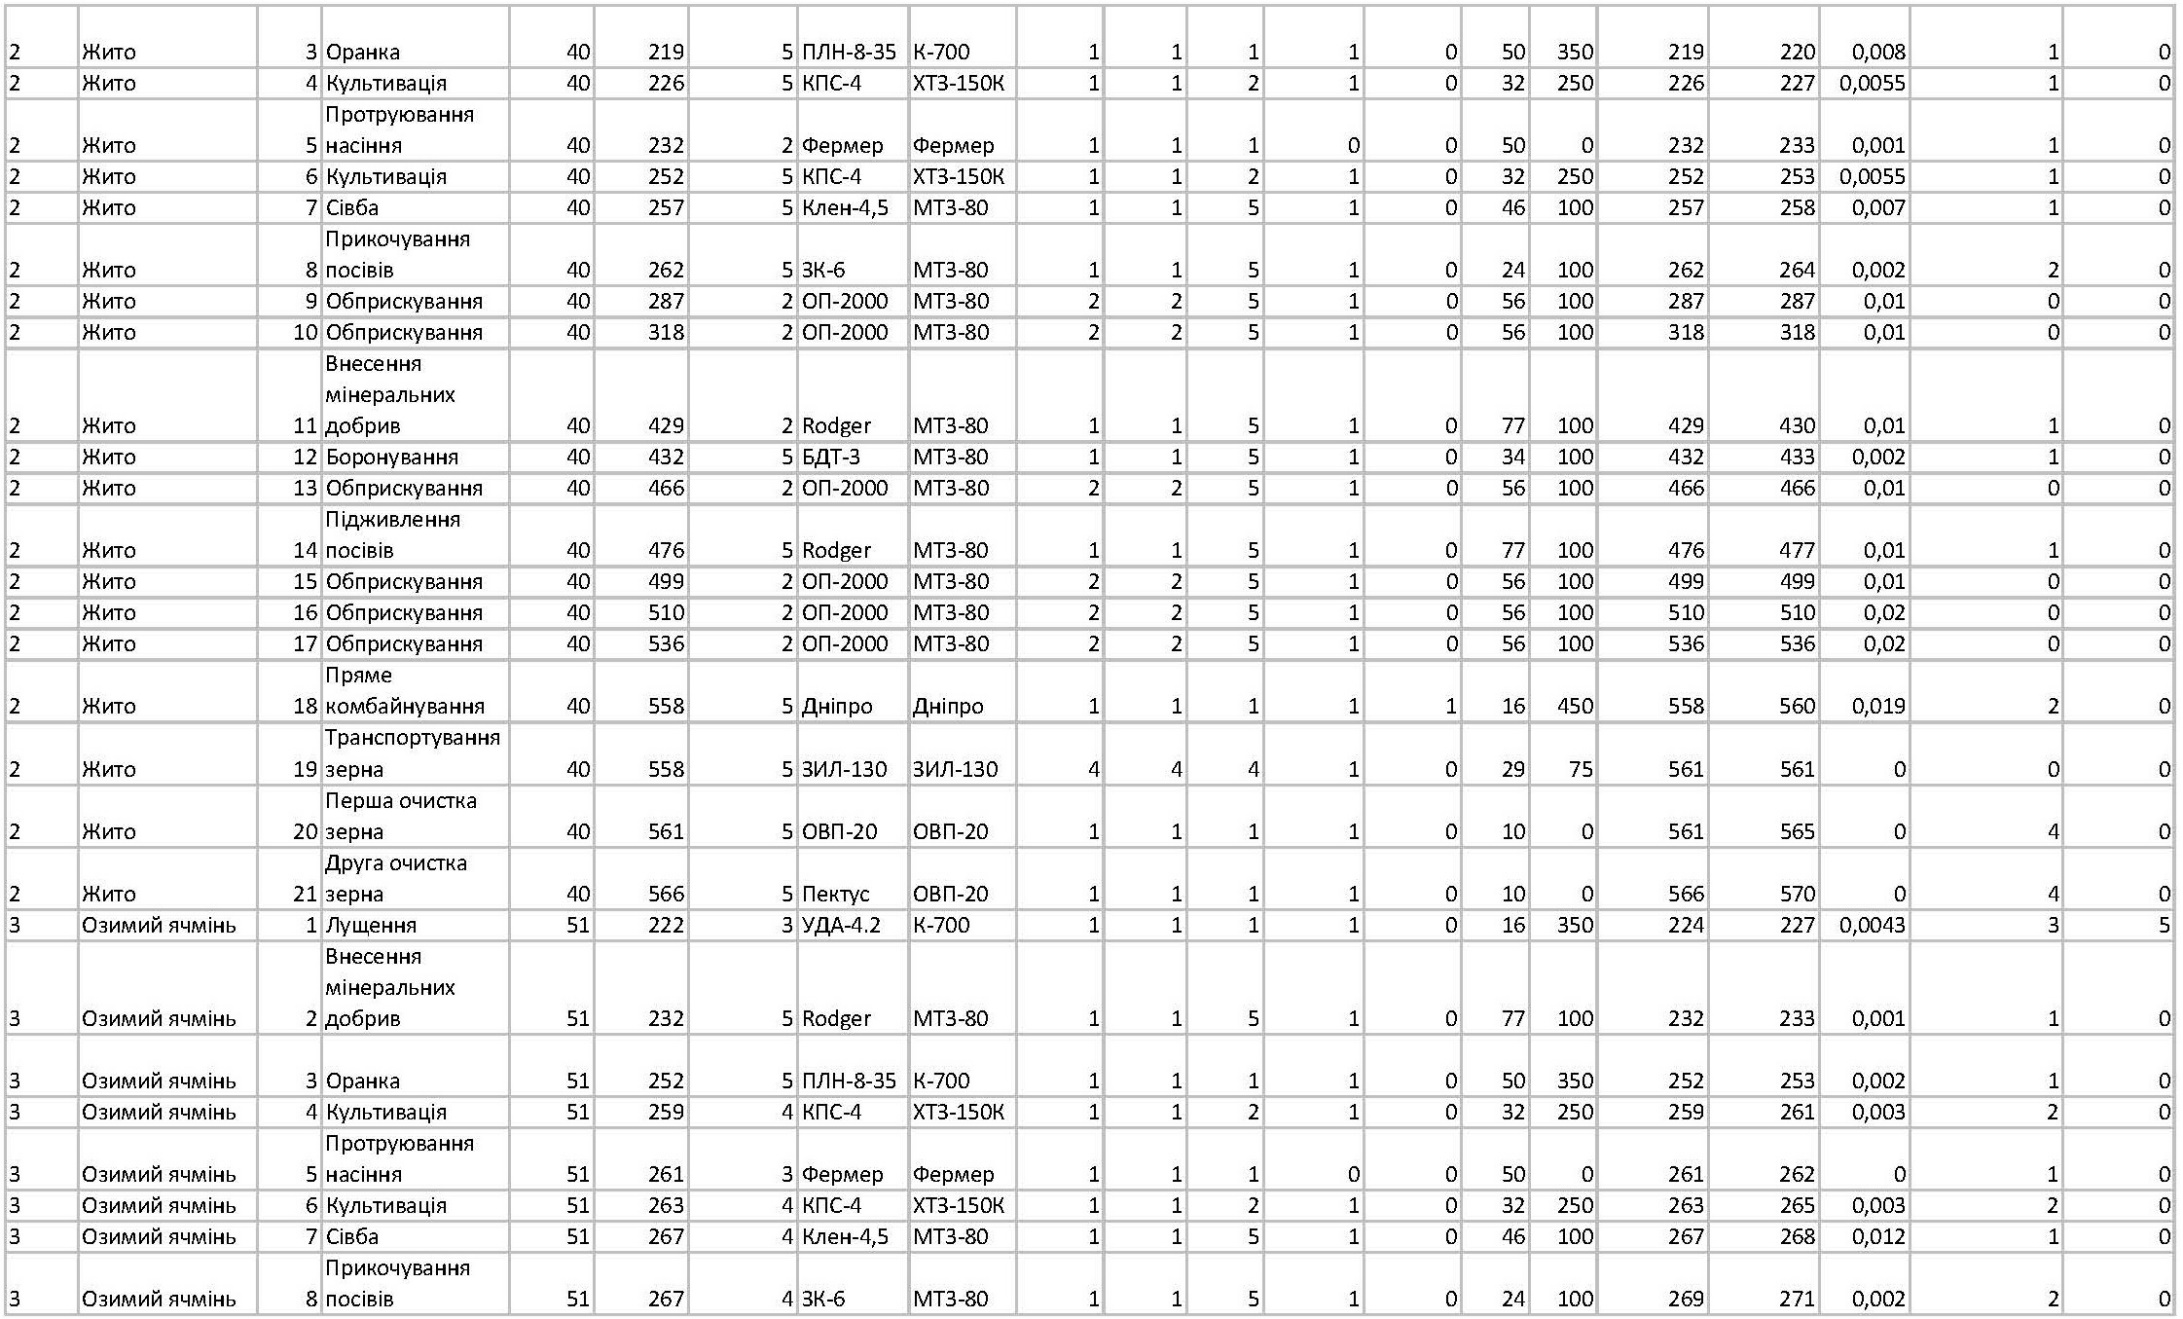 2 Жито 3 Оранка 40 219 5 ПЛН-8-35 К-700 1 1 1 1 0 50 350 219 220 0,008 1 0
2 Жито 4 Культивація 40 226 5 КПС-4 ХТЗ-150К 1 1 2 1 0 32 250 226 227 0,0055 1 0
Протруювання
2 Жито 5 насіння 40 232 2 Фермер Фермер 1 1 1 0 0 50 0 232 233 0,001 1 0
2 Жито 6 Культивація 40 252 5 КПС-4 ХТЗ-150К 1 1 2 1 0 32 250 252 253 0,0055 1 0
2 Жито 7 Сівба 40 257 5 Клен-4,5 МТЗ-80 1 1 5 1 0 46 100 257 258 0,007 1 0
Прикочування
2 Жито 8 посівів 40 262 5 ЗК-6 МТЗ-80 1 1 5 1 0 24 100 262 264 0,002 2 0
2 Жито 9 Обприскування 40 287 2 ОП-2000 МТЗ-80 2 2 5 1 0 56 100 287 287 0,01 0 0
2 Жито 10 Обприскування 40 318 2 ОП-2000 МТЗ-80 2 2 5 1 0 56 100 318 318 0,01 0 0
Внесення
мінеральних
2 Жито 11 добрив 40 429 2 Rodger МТЗ-80 1 1 5 1 0 77 100 429 430 0,01 1 0
2 Жито 12 Боронування 40 432 5 БДТ-3 МТЗ-80 1 1 5 1 0 34 100 432 433 0,002 1 0
2 Жито 13 Обприскування 40 466 2 ОП-2000 МТЗ-80 2 2 5 1 0 56 100 466 466 0,01 0 0
Підживлення
2 Жито 14 посівів 40 476 5 Rodger МТЗ-80 1 1 5 1 0 77 100 476 477 0,01 1 0
2 Жито 15 Обприскування 40 499 2 ОП-2000 МТЗ-80 2 2 5 1 0 56 100 499 499 0,01 0 0
2 Жито 16 Обприскування 40 510 2 ОП-2000 МТЗ-80 2 2 5 1 0 56 100 510 510 0,02 0 0
2 Жито 17 Обприскування 40 536 2 ОП-2000 МТЗ-80 2 2 5 1 0 56 100 536 536 0,02 0 0
Пряме
2 Жито 18 комбайнування 40 558 5 Дніпро Дніпро 1 1 1 1 1 16 450 558 560 0,019 2 0
Транспортування
2 Жито 19 зерна 40 558 5 ЗИЛ-130 ЗИЛ-130 4 4 4 1 0 29 75 561 561 0 0 0
Перша очистка
2 Жито 20 зерна 40 561 5 ОВП-20 ОВП-20 1 1 1 1 0 10 0 561 565 0 4 0
Друга очистка
2 Жито 21 зерна 40 566 5 Пектус ОВП-20 1 1 1 1 0 10 0 566 570 0 4 0
3 Озимий ячмінь 1 Лущення 51 222 3 УДА-4.2 К-700 1 1 1 1 0 16 350 224 227 0,0043 3 5
Внесення
мінеральних
3 Озимий ячмінь 2 добрив 51 232 5 Rodger МТЗ-80 1 1 5 1 0 77 100 232 233 0,001 1 0
3 Озимий ячмінь 3 Оранка 51 252 5 ПЛН-8-35 К-700 1 1 1 1 0 50 350 252 253 0,002 1 0
3 Озимий ячмінь 4 Культивація 51 259 4 КПС-4 ХТЗ-150К 1 1 2 1 0 32 250 259 261 0,003 2 0
Протруювання
3 Озимий ячмінь 5 насіння 51 261 3 Фермер Фермер 1 1 1 0 0 50 0 261 262 0 1 0
3 Озимий ячмінь 6 Культивація 51 263 4 КПС-4 ХТЗ-150К 1 1 2 1 0 32 250 263 265 0,003 2 0
3 Озимий ячмінь 7 Сівба 51 267 4 Клен-4,5 МТЗ-80 1 1 5 1 0 46 100 267 268 0,012 1 0
Прикочування
3 Озимий ячмінь 8 посівів 51 267 4 ЗК-6 МТЗ-80 1 1 5 1 0 24 100 269 271 0,002 2 0